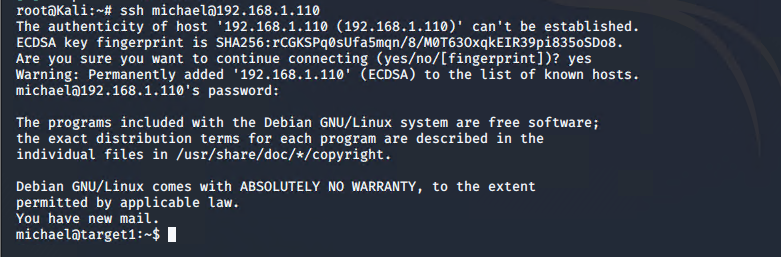 root@Kali:~# ssh michael@192.168.1.110
The authenticity of host '192.168.1.110 (192.168.1.110)' can't be established.
ECDSA key fingerprint is SHA256:rCGKSPq0sUfa5mqn/8/M0T63OxqkEIR39pi835oSDo8.
Are you sure you want to continue connecting (yes/no/[fingerprint])? yes
Warning: Permanently added '192.168.1.110' (ECDSA) to the list of known hosts.
michael@192.168.1.110's password:
The programs included with the Debian GNU/Linux system are free software;
the exact distribution terms for each program are described in the
individual files in /usr/share/doc/*/copyright.
Debian GNU/Linux comes with ABSOLUTELY NO WARRANTY, to the extent
permitted by applicable law.
You have new mail.
michael@target1:~$